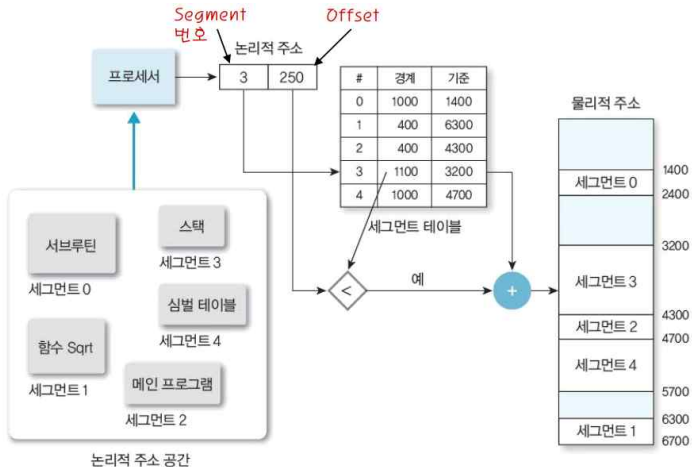 Segment
번호
Offset
논리적 주소
프로세서
3 250
# 경계 기준
0 1000 1400
1 400 6300
2 400 4300
3 1100 3200
4 1000 4700
세그먼트 테이블
물리적 주소
1400
세그먼트 0
2400
3200
세그먼트 3
4300
세그먼트 2
4700
세그먼트 4
5700
6300
세그먼트 1
6700
<
예
+
서브루틴
세그먼트 0
스택
세그먼트 3
심벌 테이블
세그먼트 4
함수 Sqrt
세그먼트 1
메인 프로그램
세그먼트 2
논리적 주소 공간